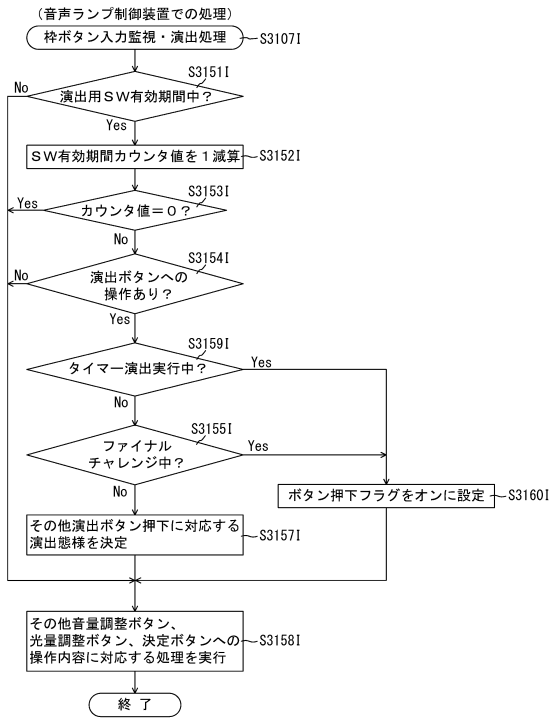 （音声ランプ制御装置での処理）
枠ボタン入力監視・演出処理
S3107I
S3151I
No
演出用ＳＷ有効期間中？
Yes
ＳＷ有効期間カウンタ値を１減算
S3152I
S3153I
Yes
カウンタ値＝０？
No
S3154I
No
演出ボタンへの
操作あり？
Yes
S3159I
タイマー演出実行中？
Yes
No
S3155I
ファイナル
チャレンジ中？
Yes
No
ボタン押下フラグをオンに設定
S3160I
その他演出ボタン押下に対応する
演出態様を決定
S3157I
その他音量調整ボタン、
光量調整ボタン、決定ボタンへの
操作内容に対応する処理を実行
S3158I
終 了